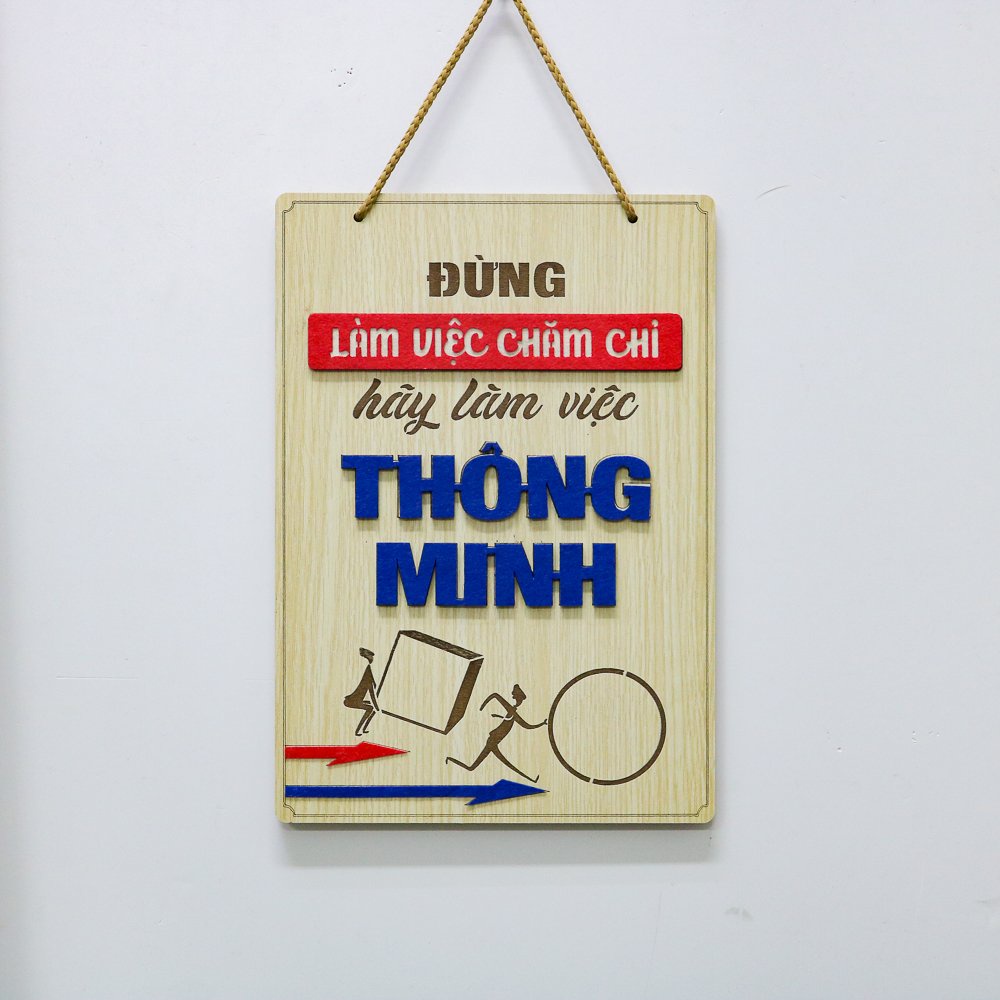 ĐỪNG
LÀM VIỆC CHĂM CHỈ
hãy làm việc
THÔNG
MINH